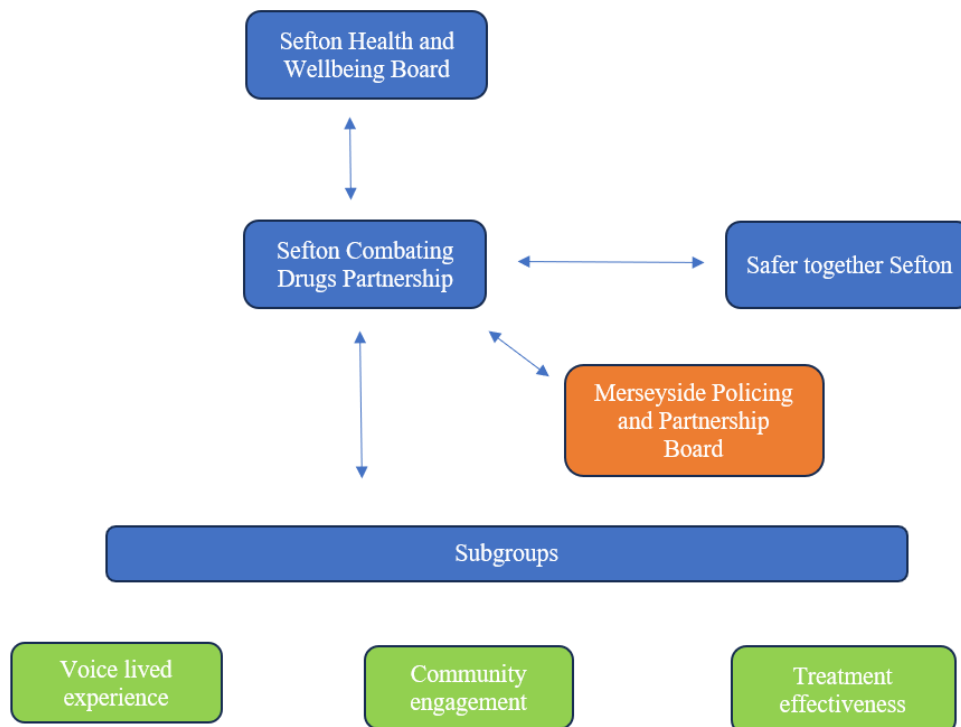 Sefton Health and
Wellbeing Board
Sefton Combating
Drugs Partnership
Safer together Sefton
Merseyside Policing
and Partnership
Board
Subgroups
Voice lived
experience
Community
engagement
Treatment
effectiveness